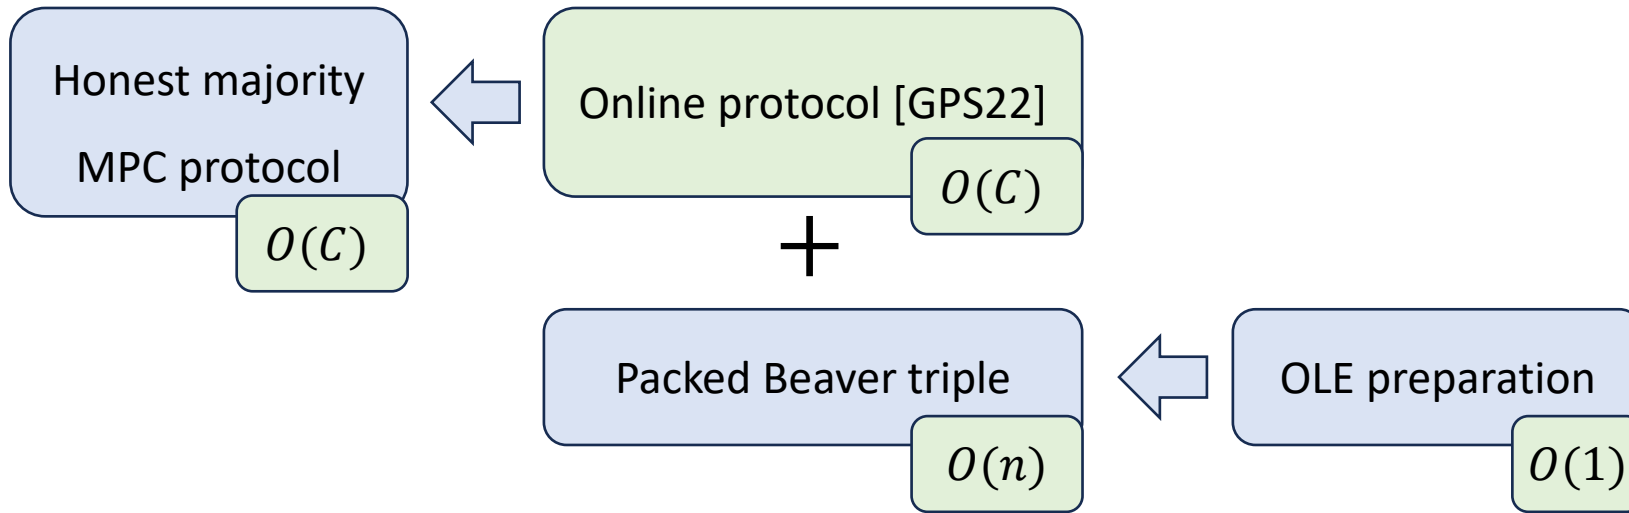 Honest majority
MPC protocol
O(C)
Online protocol [GPS22]
O(C)
+
Packed Beaver triple
O(n)
OLE preparation
O(1)